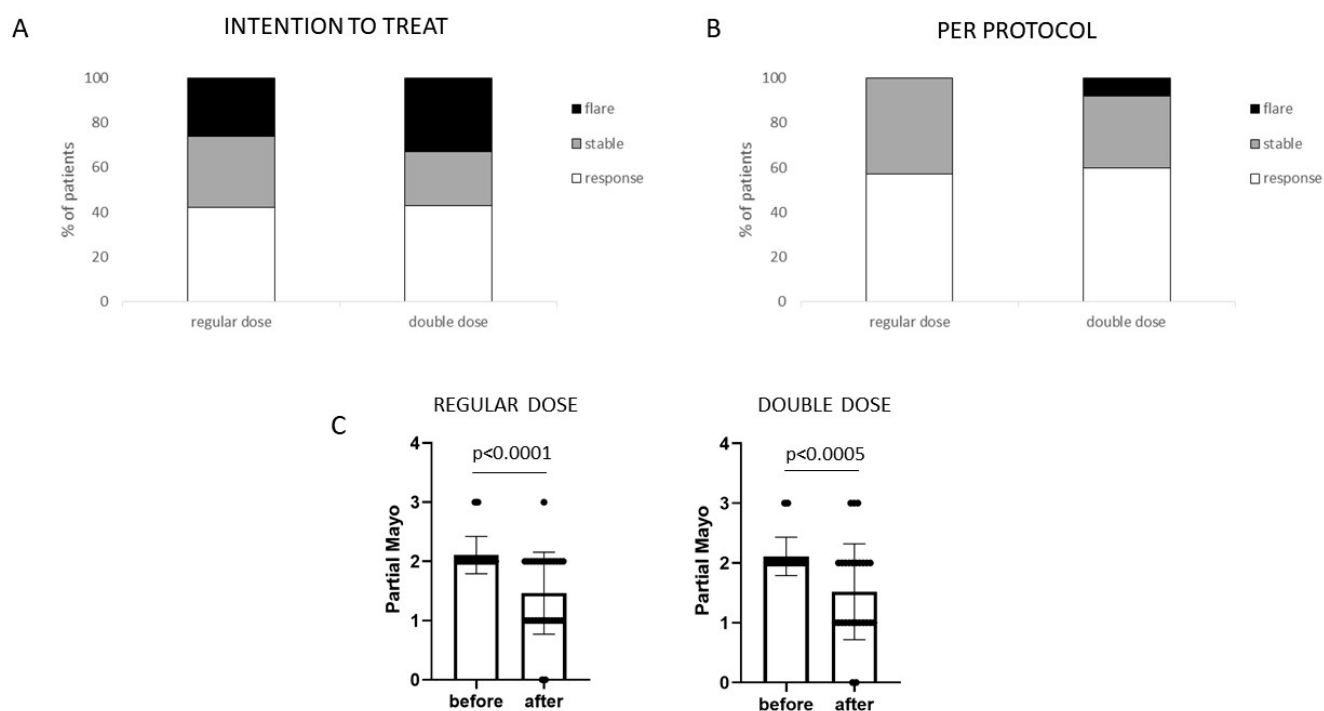 A
INTENTION TO TREAT
100
80
60
40
20
0
% of patients
regular dose
double dose
flare
stable
response
B
PER PROTOCOL
100
80
60
40
20
0
% of patients
regular dose
double dose
flare
stable
response
C
REGULAR DOSE
p<0.0001
4
3
2
1
0
Partial Mayo
before
after
DOUBLE DOSE
p<0.0005
4
3
2
1
0
Partial Mayo
before
after